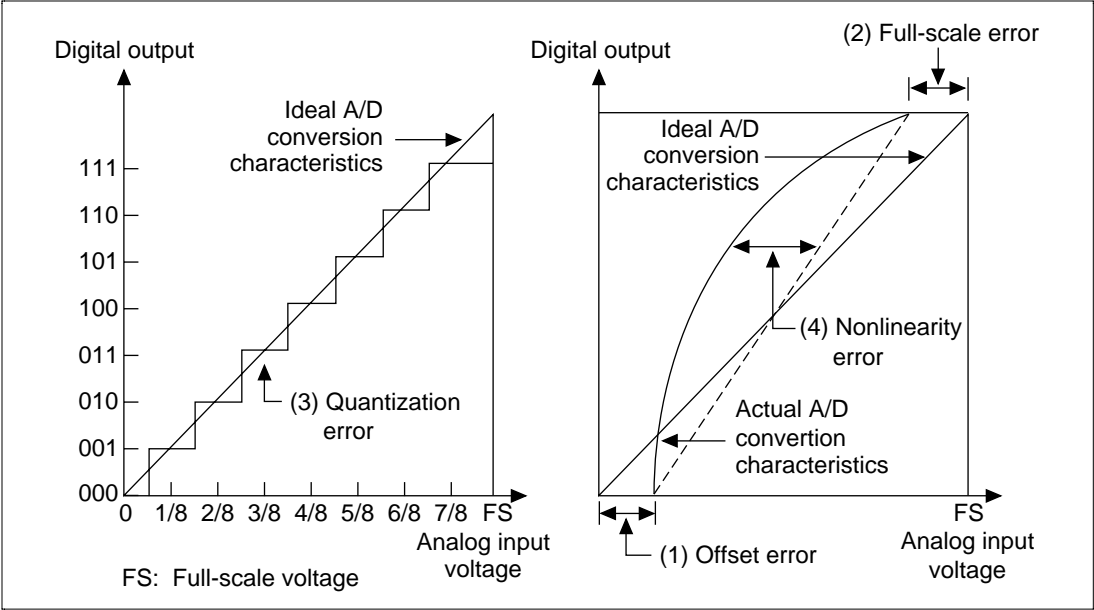 Digital output
Ideal A/D
conversion
characteristics
111
110
101
100
011
010
001
000
(3) Quantization
error
0 1/8 2/8 3/8 4/8 5/8 6/8 7/8 FS
Analog input
voltage
FS: Full-scale voltage
(2) Full-scale error
Digital output
Ideal A/D
conversion
characteristics
(4) Nonlinearity
error
Actual A/D
convertion
characteristics
FS
(1) Offset error
Analog input
voltage